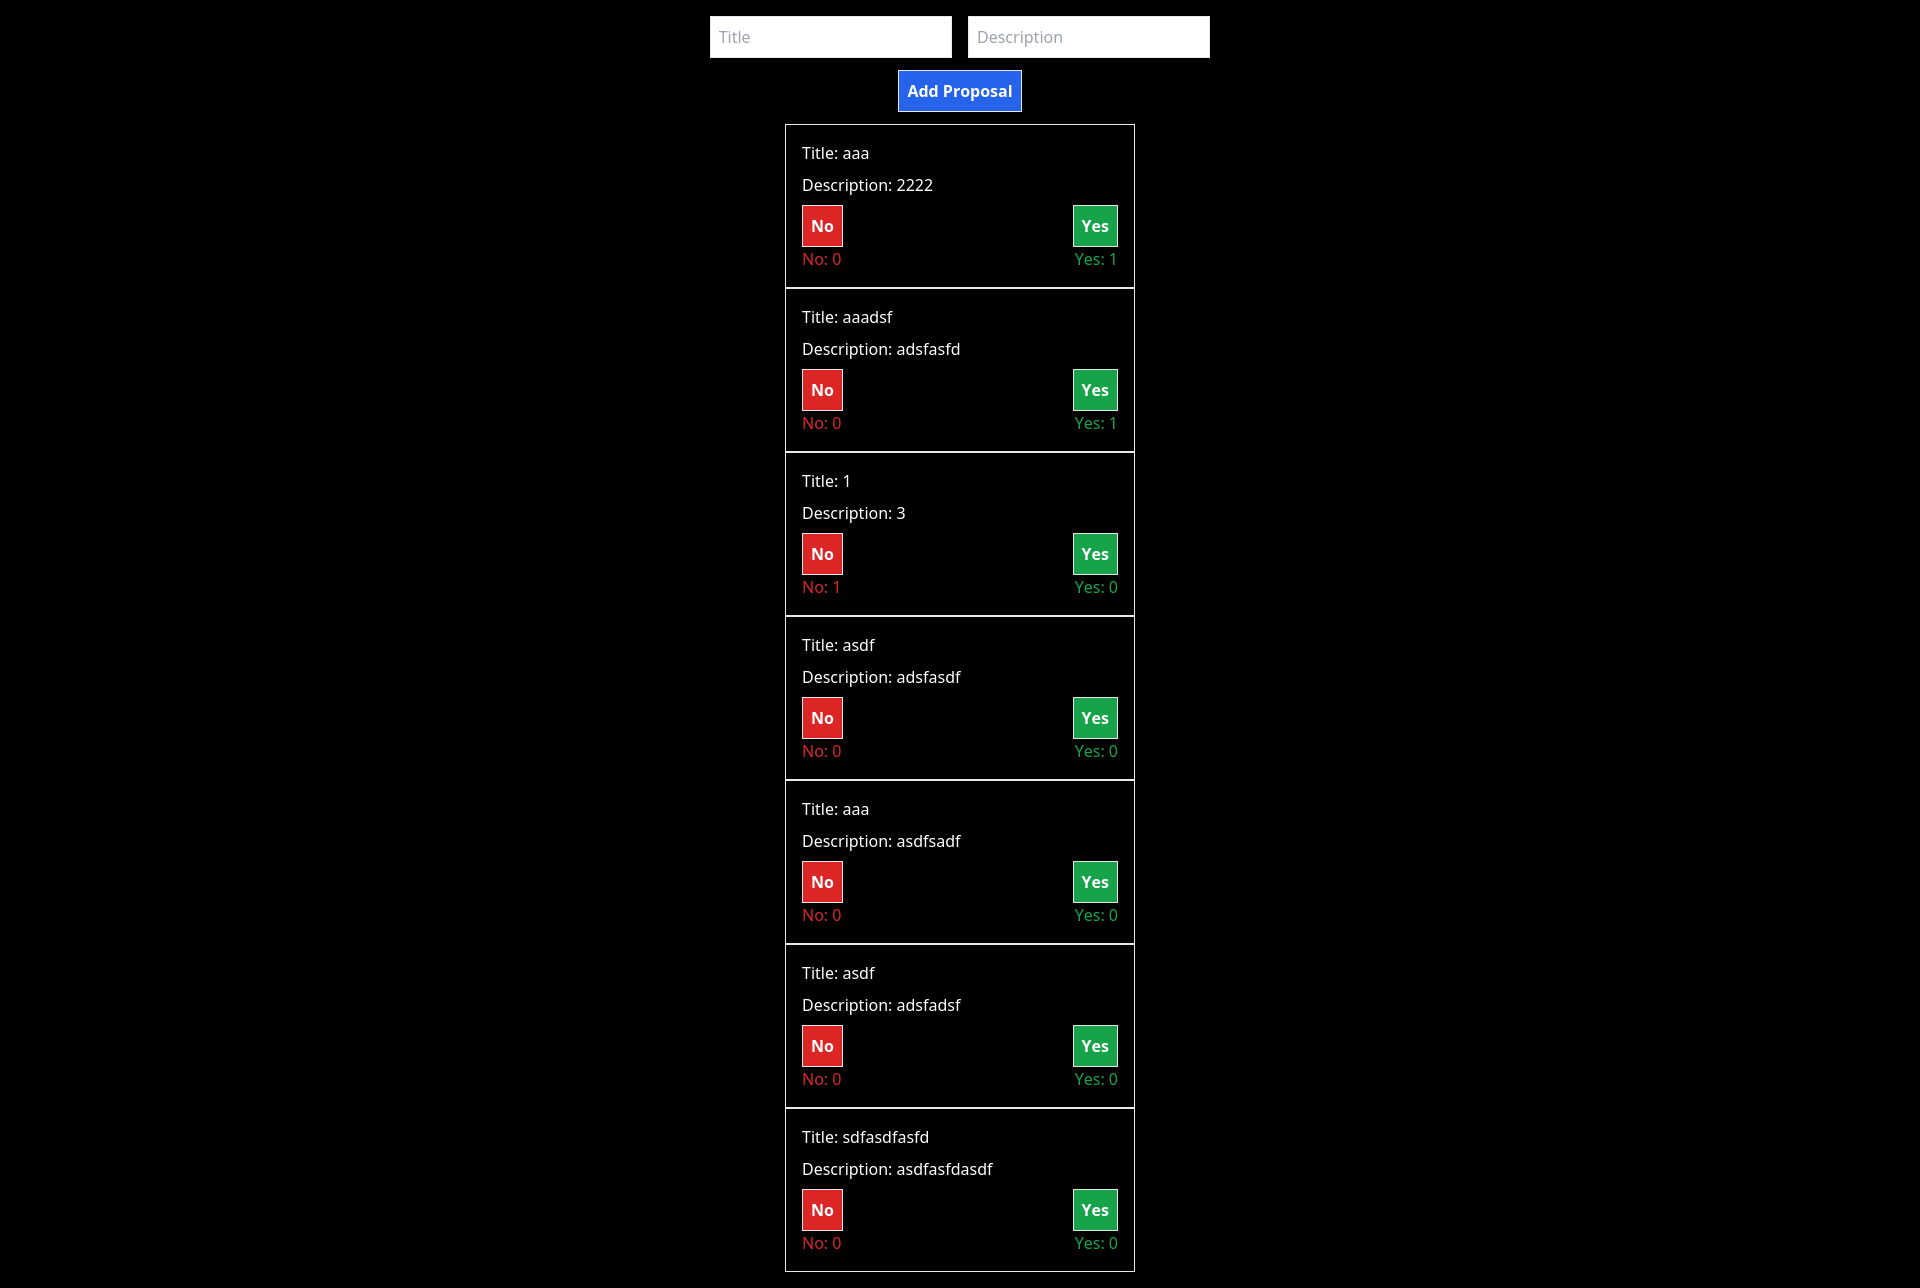 Title Description
Add Proposal
Title: aaa
Description: 2222
No Yes
No: 0 Yes: 1
Title: aaadsf
Description: adsfasfd
No Yes
No: 0 Yes: 1
Title: 1
Description: 3
No Yes
No: 1 Yes: 0
Title: asdf
Description: adsfasdf
No Yes
No: 0 Yes: 0
Title: aaa
Description: asdfsadf
No Yes
No: 0 Yes: 0
Title: asdf
Description: adsfadsf
No Yes
No: 0 Yes: 0
Title: sdfasdfasfd
Description: asdfasfdasdf
No Yes
No: 0 Yes: 0